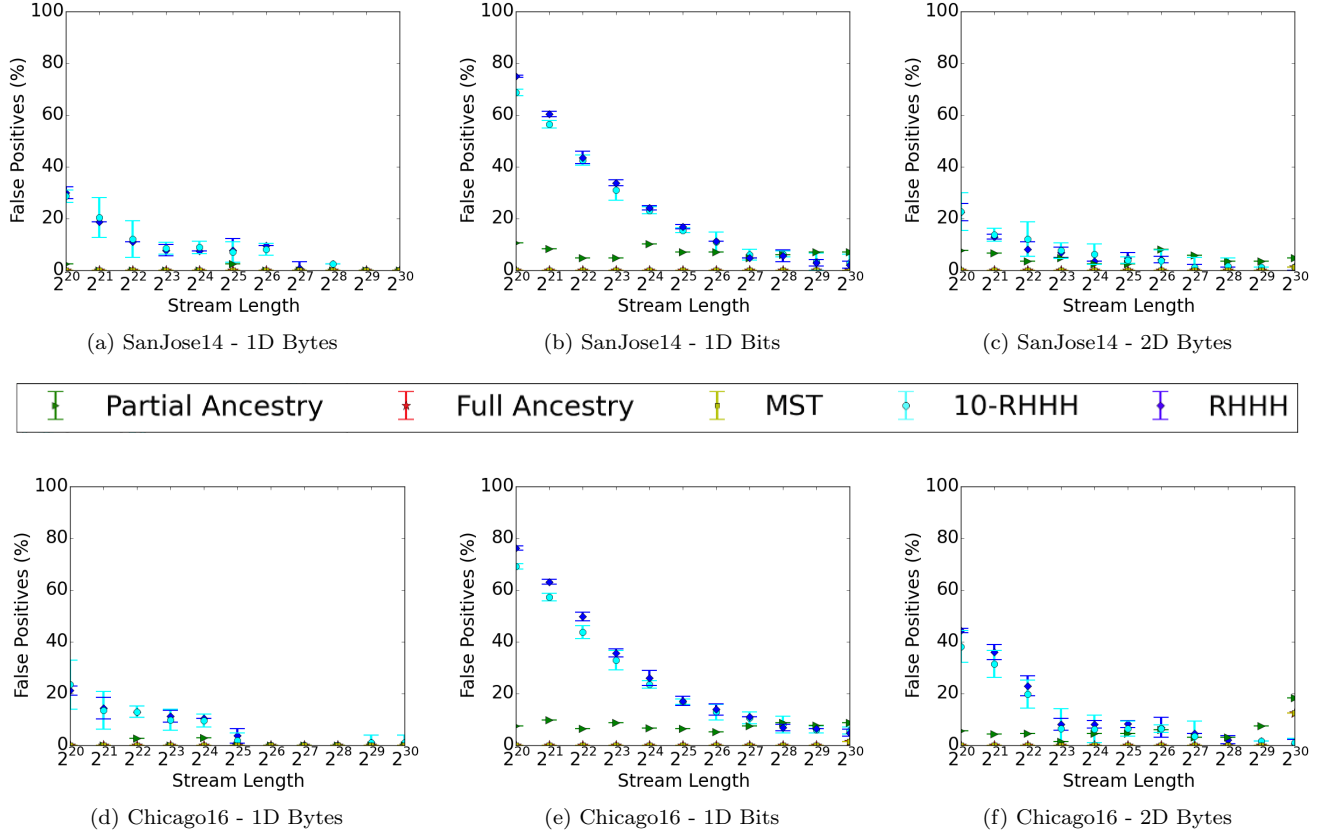 100
80
60
40
20
0
False Positives (%)
2^20 2^21 2^22 2^23 2^24 2^25 2^26 2^27 2^28 2^29 2^30
Stream Length
(a) SanJose14 - 1D Bytes
100
80
60
40
20
0
False Positives (%)
2^20 2^21 2^22 2^23 2^24 2^25 2^26 2^27 2^28 2^29 2^30
Stream Length
(b) SanJose14 - 1D Bits
100
80
60
40
20
0
False Positives (%)
2^20 2^21 2^22 2^23 2^24 2^25 2^26 2^27 2^28 2^29 2^30
Stream Length
(c) SanJose14 - 2D Bytes
Partial Ancestry Full Ancestry MST 10-RHHH RHHH
100
80
60
40
20
0
False Positives (%)
2^20 2^21 2^22 2^23 2^24 2^25 2^26 2^27 2^28 2^29 2^30
Stream Length
(d) Chicago16 - 1D Bytes
100
80
60
40
20
0
False Positives (%)
2^20 2^21 2^22 2^23 2^24 2^25 2^26 2^27 2^28 2^29 2^30
Stream Length
(e) Chicago16 - 1D Bits
100
80
60
40
20
0
False Positives (%)
2^20 2^21 2^22 2^23 2^24 2^25 2^26 2^27 2^28 2^29 2^30
Stream Length
(f) Chicago16 - 2D Bytes